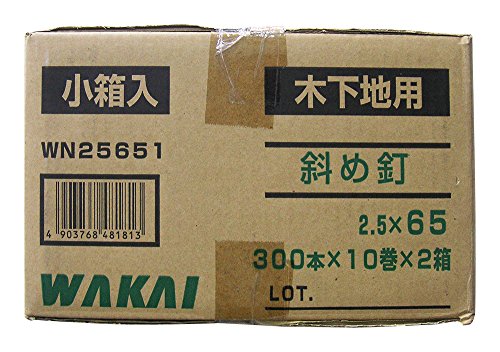 小箱入
木下地用
WN25651
斜め釘
4 903768 481813
2.5×65
300本×10巻×2箱
WAKAI
LOT.